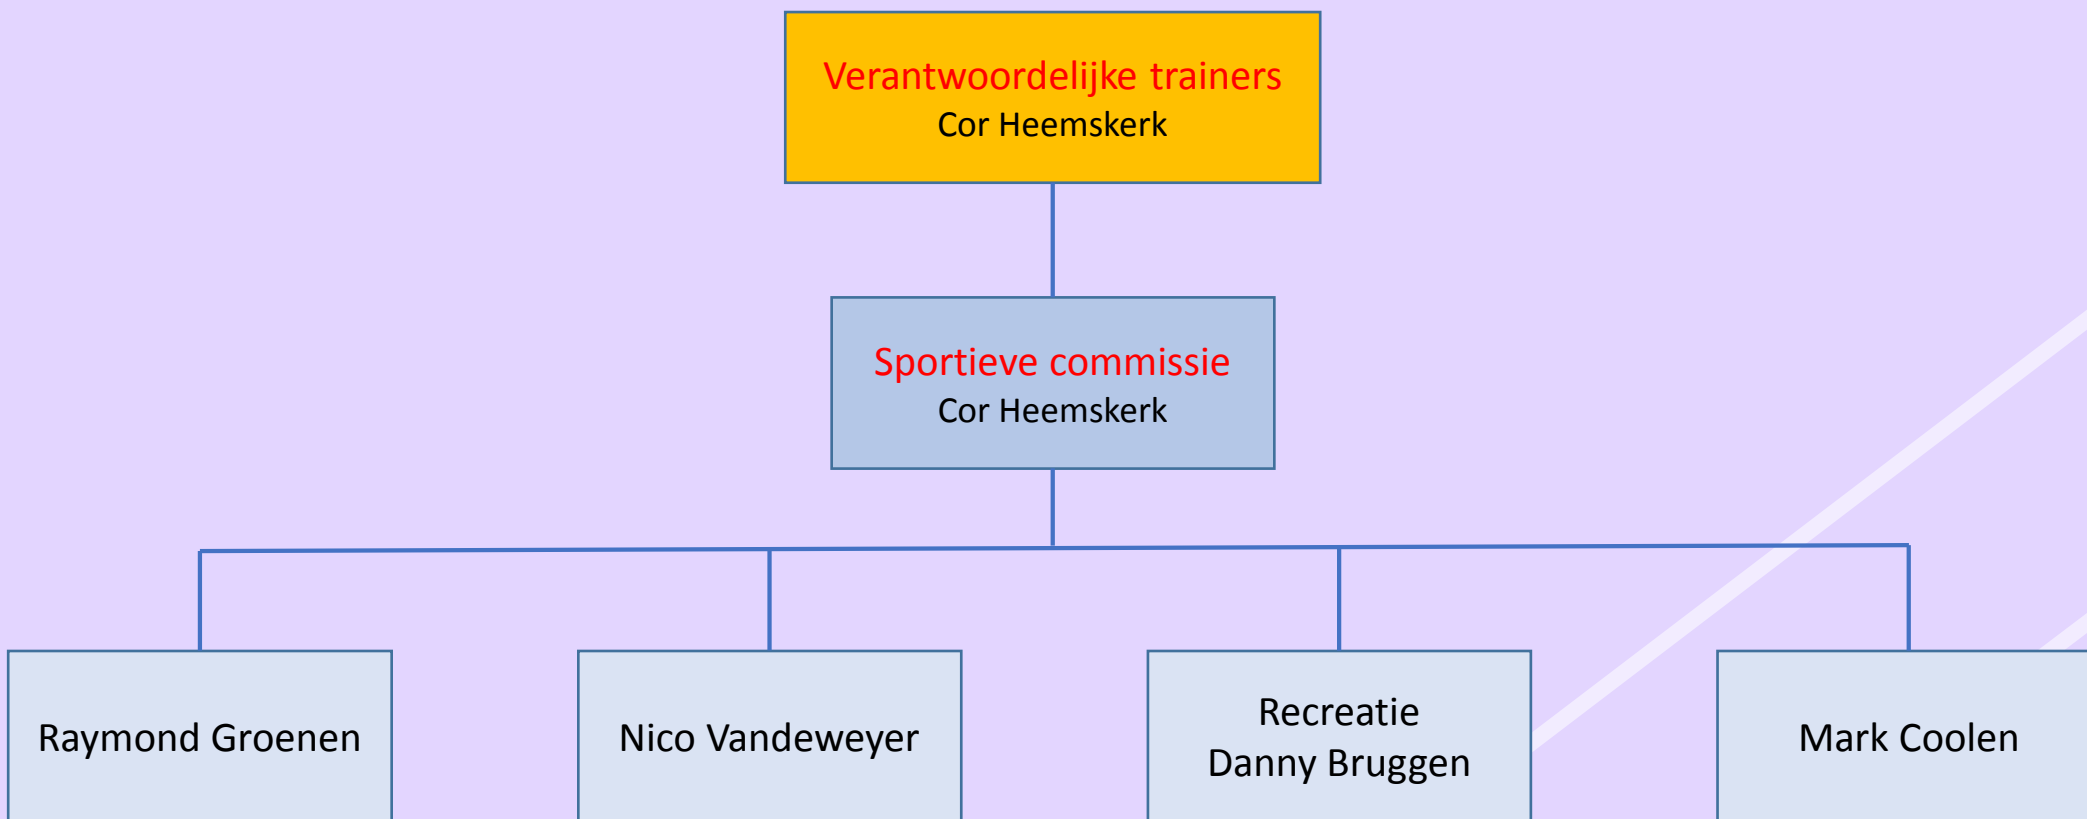 Verantwoordelijke trainers
Cor Heemskerk
Sportieve commissie
Cor Heemskerk
Raymond Groenen
Nico Vandeweyer
Recreatie
Danny Bruggen
Mark Coolen